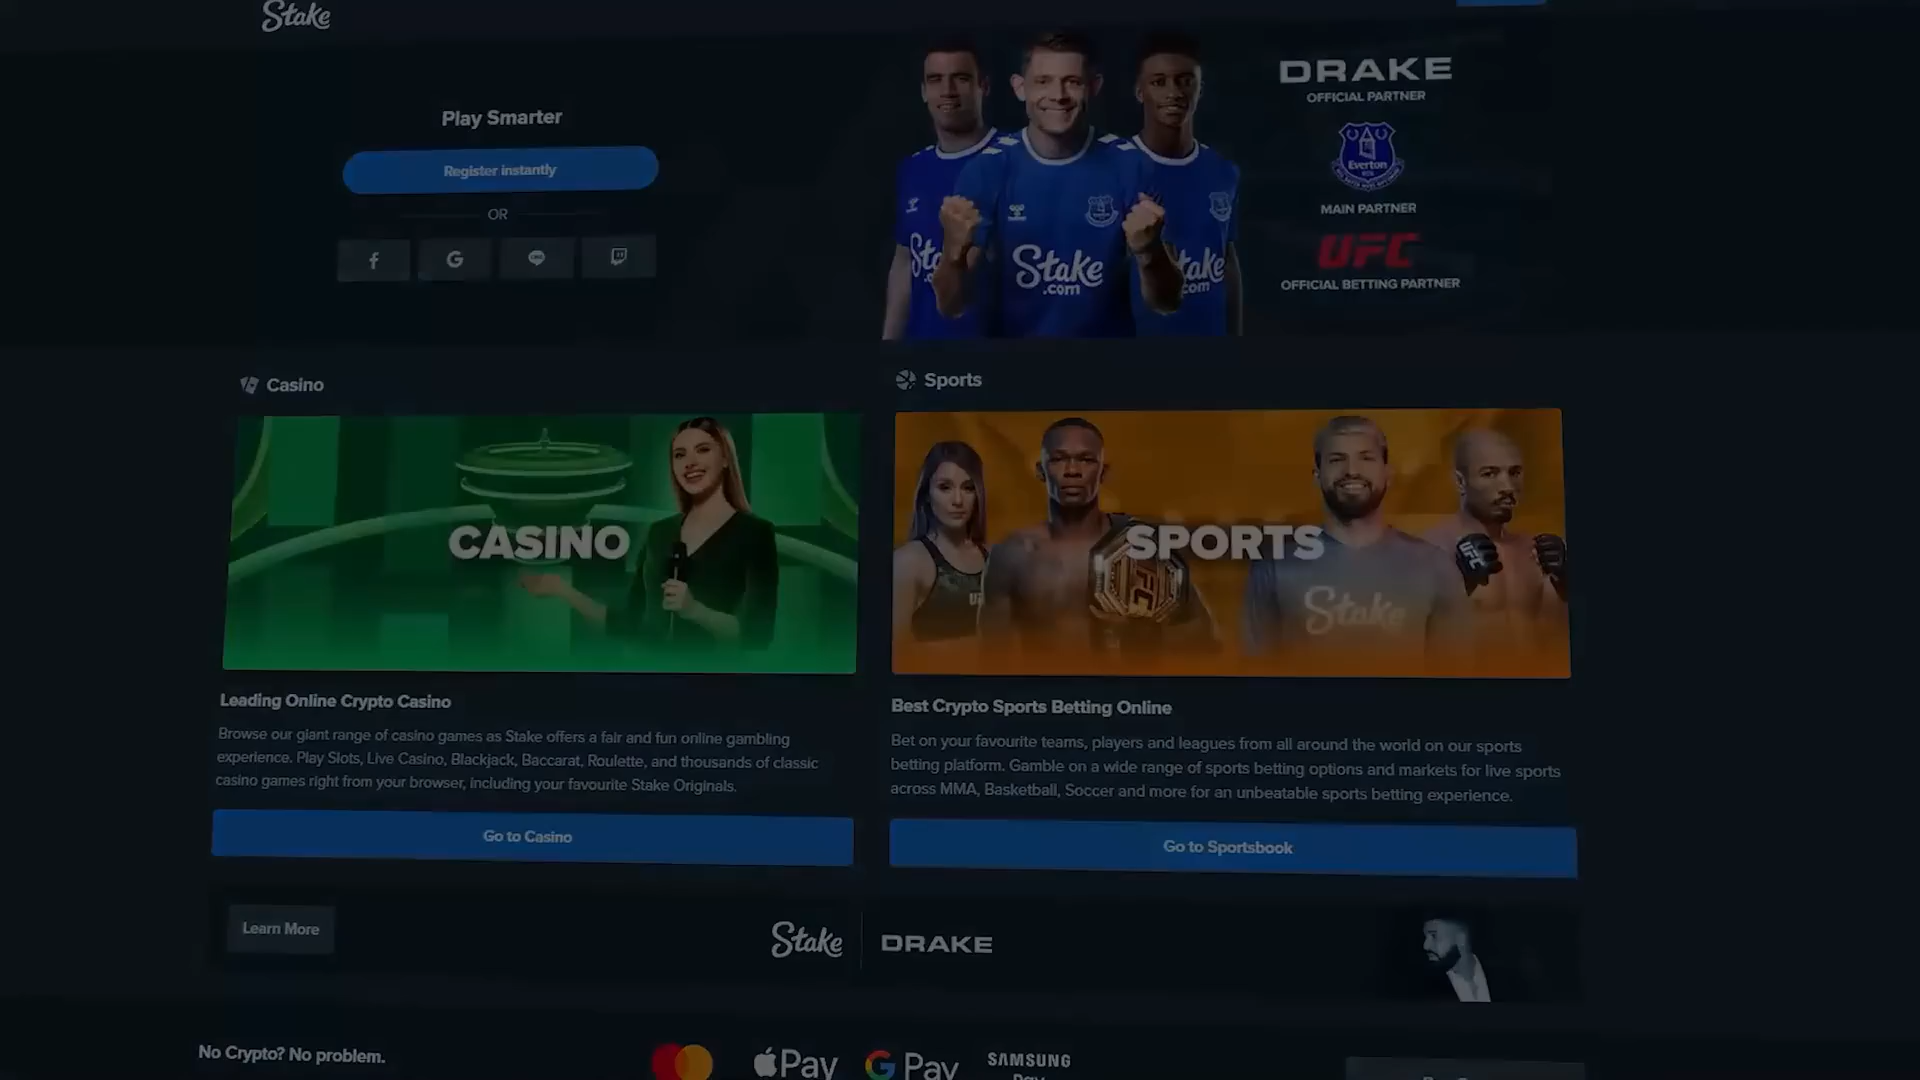 Stake
Play Smarter
Register instantly
OR
DRAKE
OFFICIAL PARTNER
Everton
MAIN PARTNER
UFC
OFFICIAL BETTING PARTNER
Stake
.com
Casino
CASINO
Leading Online Crypto Casino
Browse our giant range of casino games as Stake offers a fair and fun online gambling
experience. Play Slots, Live Casino, Blackjack, Baccarat, Roulette, and thousands of classic
casino games right from your browser, including your favourite Stake Originals.
Go to Casino
Sports
SPORTS
UFC
Stake
Best Crypto Sports Betting Online
Bet on your favourite teams, players and leagues from all around the world on our sports
betting platform. Gamble on a wide range of sports betting options and markets for live sports
across MMA, Basketball, Soccer and more for an unbeatable sports betting experience.
Go to Sportsbook
Learn More
Stake
DRAKE
No Crypto? No problem.
Pay
G Pay
SAMSUNG
Pay